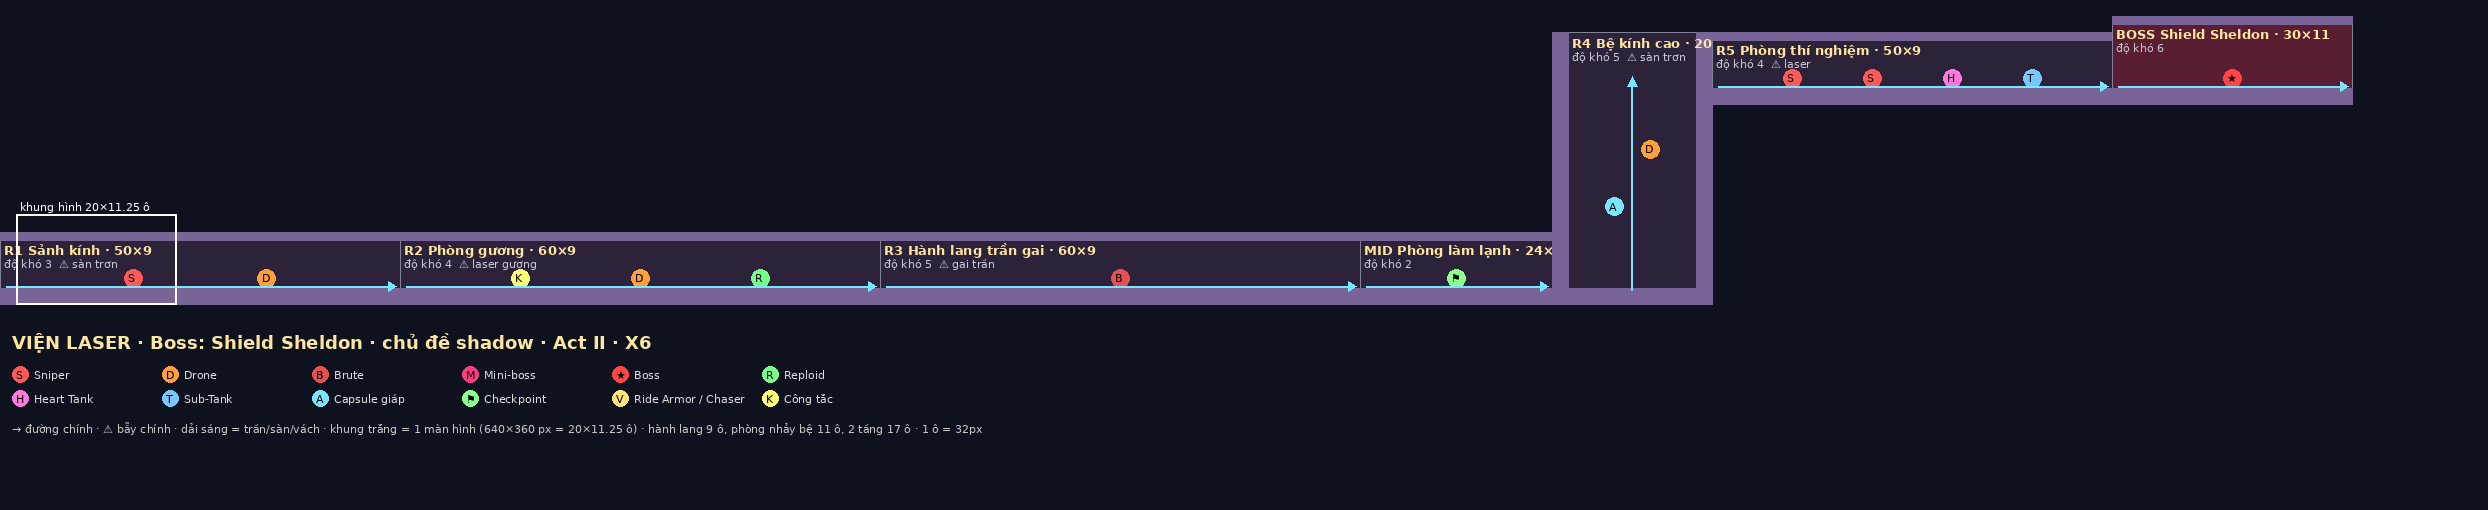 R4 Bệ kính cao · 20
độ khó 5 ⚠ sàn trơn
D
A
R5 Phòng thí nghiệm · 50×9
độ khó 4 ⚠ laser
S S H T
BOSS Shield Sheldon · 30×11
độ khó 6
★
khung hình 20×11.25 ô
R1 Sảnh kính · 50×9
độ khó 3 ⚠ sàn trơn
S D
R2 Phòng gương · 60×9
độ khó 4 ⚠ laser gương
K D R
R3 Hành lang trần gai · 60×9
độ khó 5 ⚠ gai trần
B
MID Phòng làm lạnh · 24×
độ khó 2
⚑
VIỆN LASER · Boss: Shield Sheldon · chủ đề shadow · Act II · X6
S Sniper D Drone B Brute M Mini-boss ★ Boss R Reploid
H Heart Tank T Sub-Tank A Capsule giáp ⚑ Checkpoint V Ride Armor / Chaser K Công tắc
→ đường chính · ⚠ bẫy chính · dải sáng = trần/sàn/vách · khung trắng = 1 màn hình (640×360 px = 20×11.25 ô) · hành lang 9 ô, phòng nhảy bệ 11 ô, 2 tầng 17 ô · 1 ô = 32px